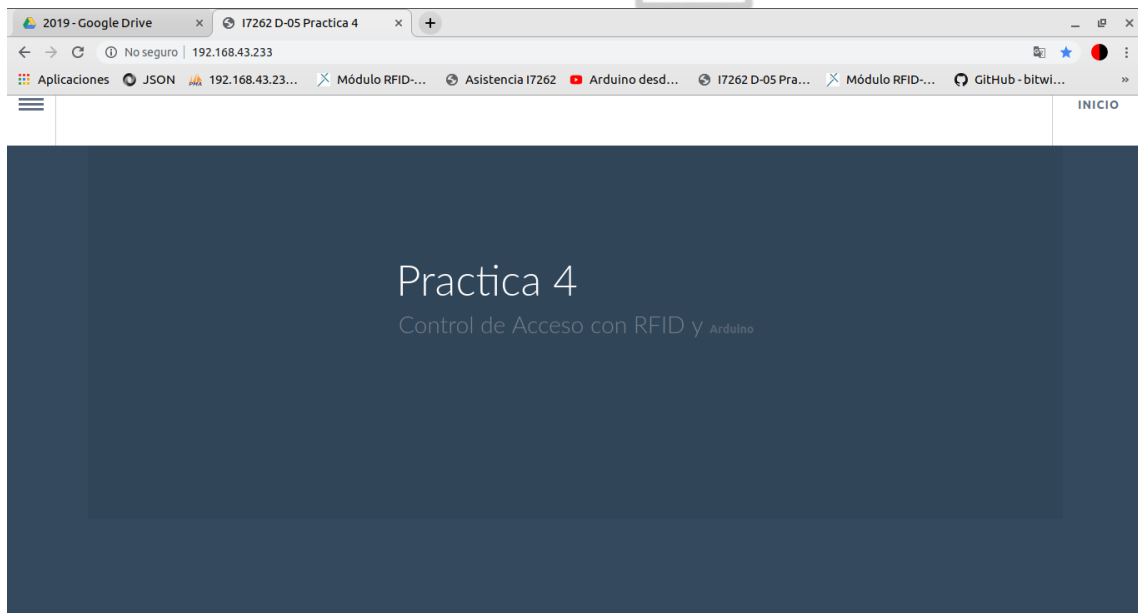 2019 - Google Drive
I7262 D-05 Practica 4
No seguro | 192.168.43.233
Aplicaciones JSON 192.168.43.23... Módulo RFID-... Asistencia I7262 Arduino desd... I7262 D-05 Pra... Módulo RFID-... GitHub - bitwi... »
INICIO
Practica 4
Control de Acceso con RFID y Arduino